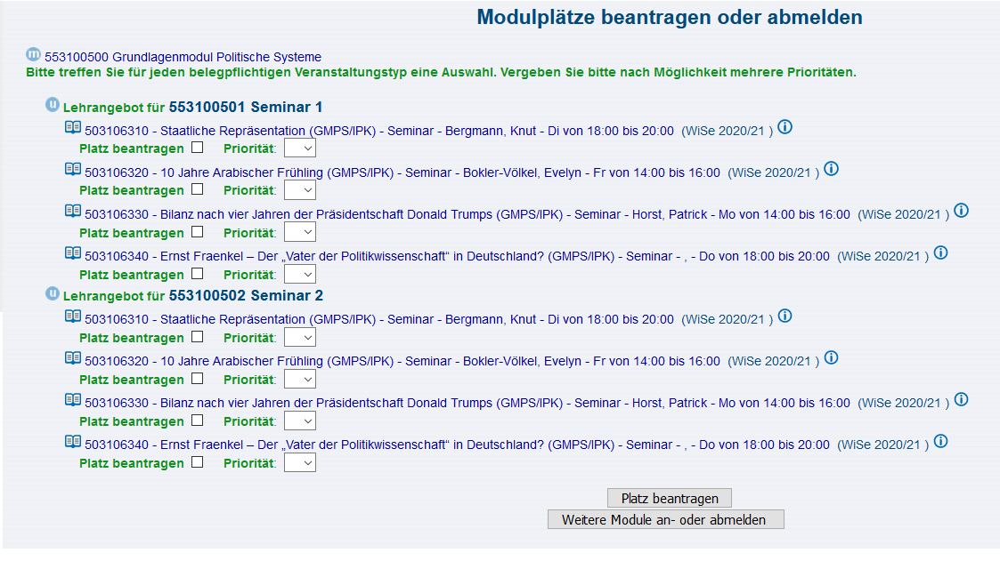 Modulplätze beantragen oder abmelden
m 553100500 Grundlagenmodul Politische Systeme
Bitte treffen Sie für jeden belegpflichtigen Veranstaltungstyp eine Auswahl. Vergeben Sie bitte nach Möglichkeit mehrere Prioritäten.
u Lehrangebot für 553100501 Seminar 1
503106310 - Staatliche Repräsentation (GMPS/IPK) - Seminar - Bergmann, Knut - Di von 18:00 bis 20:00 (WiSe 2020/21 ) i
Platz beantragen Priorität:
503106320 - 10 Jahre Arabischer Frühling (GMPS/IPK) - Seminar - Bokler-Völkel, Evelyn - Fr von 14:00 bis 16:00 (WiSe 2020/21 ) i
Platz beantragen Priorität:
503106330 - Bilanz nach vier Jahren der Präsidentschaft Donald Trumps (GMPS/IPK) - Seminar - Horst, Patrick - Mo von 14:00 bis 16:00 (WiSe 2020/21 ) i
Platz beantragen Priorität:
503106340 - Ernst Fraenkel – Der „Vater der Politikwissenschaft“ in Deutschland? (GMPS/IPK) - Seminar - , - Do von 18:00 bis 20:00 (WiSe 2020/21 ) i
Platz beantragen Priorität:
u Lehrangebot für 553100502 Seminar 2
503106310 - Staatliche Repräsentation (GMPS/IPK) - Seminar - Bergmann, Knut - Di von 18:00 bis 20:00 (WiSe 2020/21 ) i
Platz beantragen Priorität:
503106320 - 10 Jahre Arabischer Frühling (GMPS/IPK) - Seminar - Bokler-Völkel, Evelyn - Fr von 14:00 bis 16:00 (WiSe 2020/21 ) i
Platz beantragen Priorität:
503106330 - Bilanz nach vier Jahren der Präsidentschaft Donald Trumps (GMPS/IPK) - Seminar - Horst, Patrick - Mo von 14:00 bis 16:00 (WiSe 2020/21 ) i
Platz beantragen Priorität:
503106340 - Ernst Fraenkel – Der „Vater der Politikwissenschaft“ in Deutschland? (GMPS/IPK) - Seminar - , - Do von 18:00 bis 20:00 (WiSe 2020/21 ) i
Platz beantragen Priorität:
Platz beantragen
Weitere Module an- oder abmelden